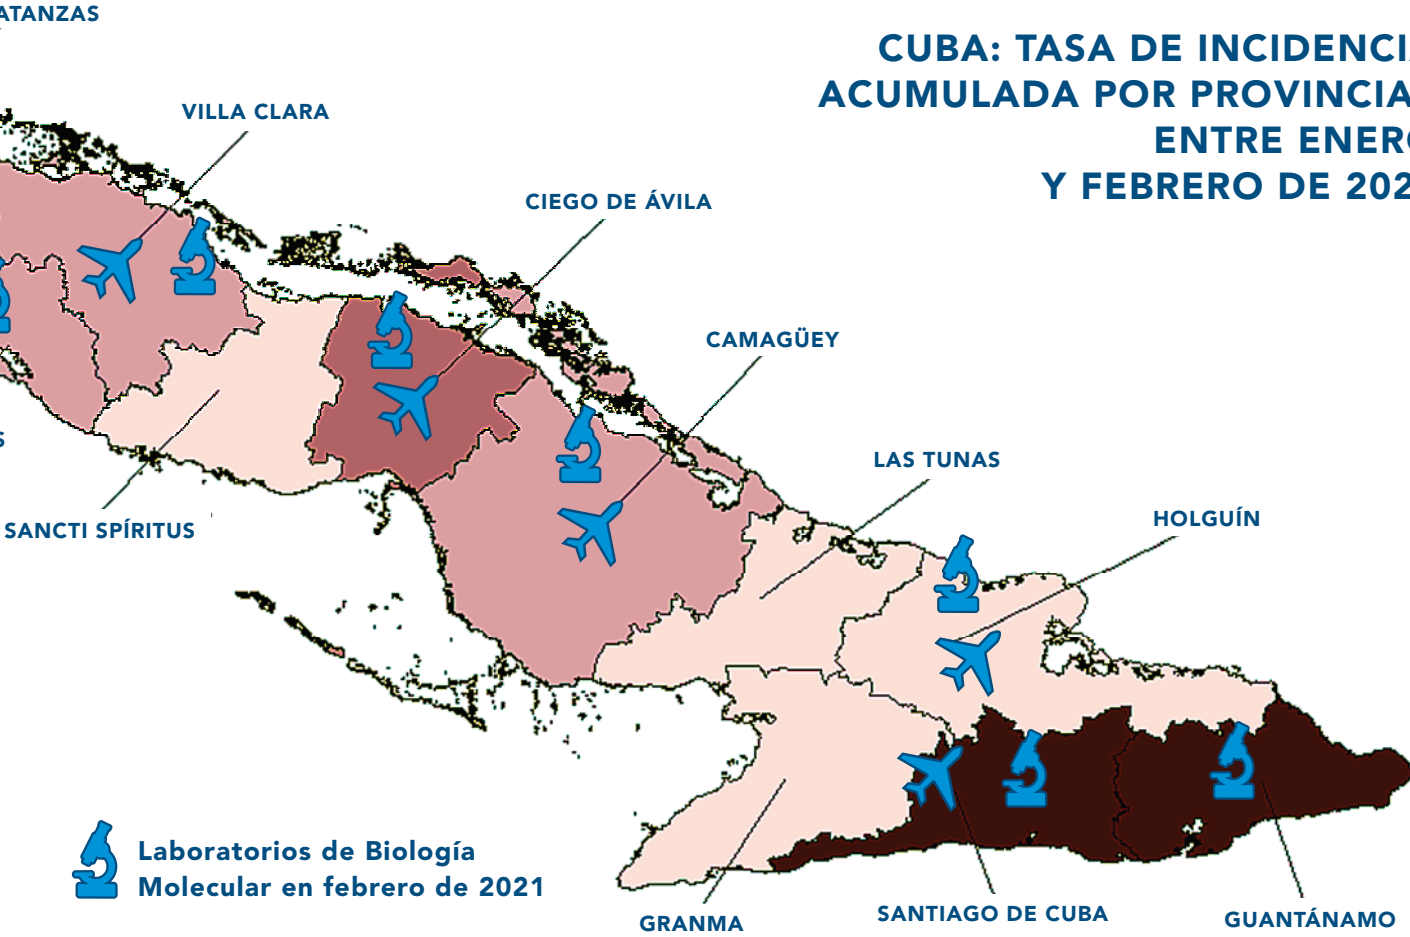 ATANZAS
CUBA: TASA DE INCIDENCI
ACUMULADA POR PROVINCIA
ENTRE ENER
Y FEBRERO DE 202
VILLA CLARA
CIEGO DE ÁVILA
CAMAGÜEY
S
LAS TUNAS
SANCTI SPÍRITUS
HOLGUÍN
Laboratorios de Biología
Molecular en febrero de 2021
GRANMA
SANTIAGO DE CUBA
GUANTÁNAMO